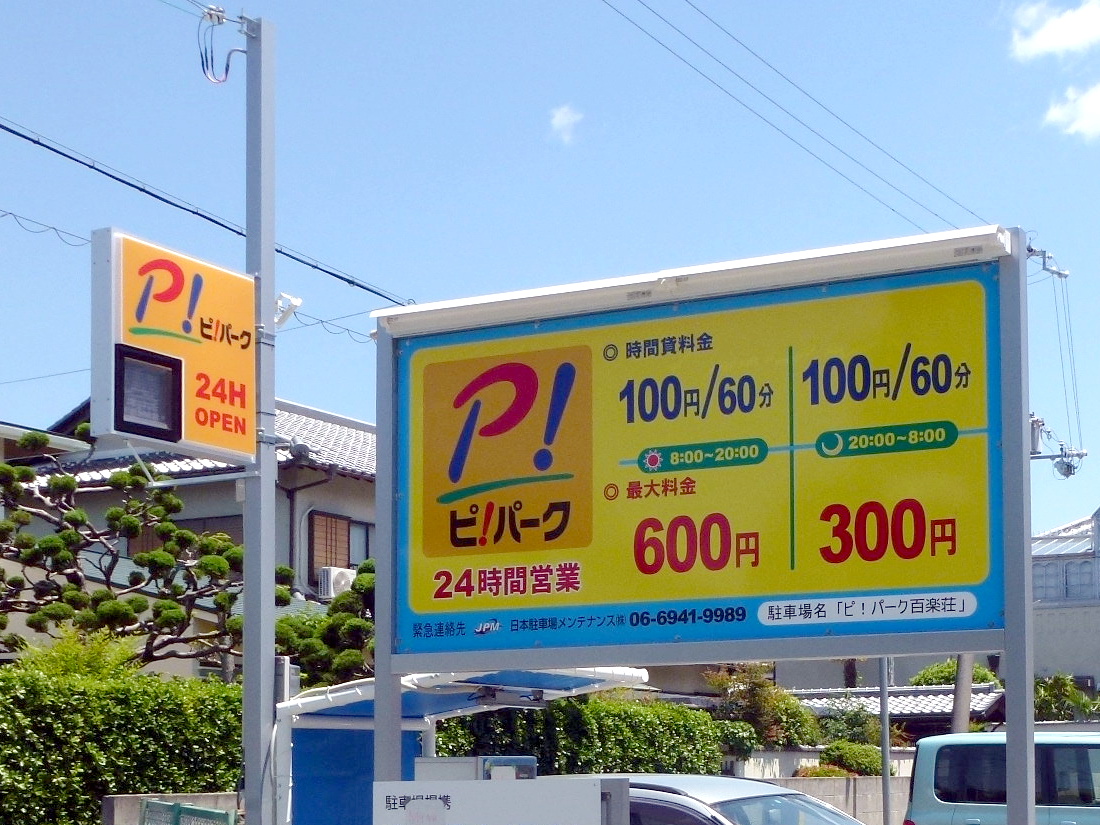 P!
ピ!パーク
24H
OPEN
P!
ピ!パーク
24時間営業
◎ 時間貸料金
100円/60分
8:00~20:00
◎ 最大料金
600円
100円/60分
20:00~8:00
300円
緊急連絡先 JPM 日本駐車場メンテナンス㈱ 06-6941-9989
駐車場名「ピ！パーク百楽荘」